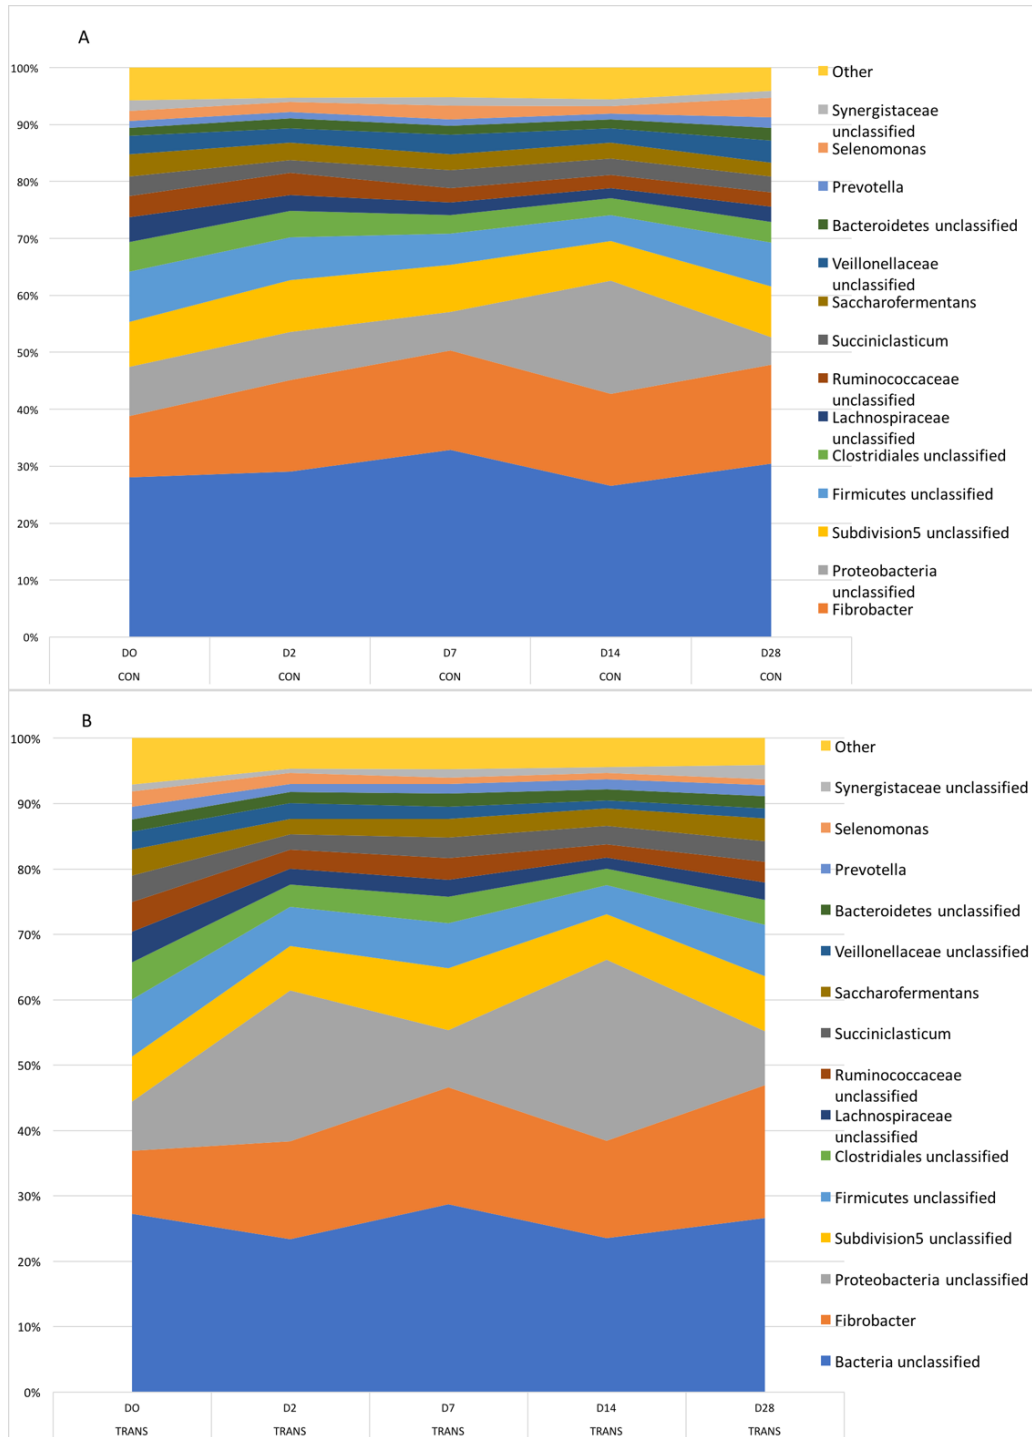 A
100%
90%
80%
70%
60%
50%
40%
30%
20%
10%
0%
DO D2 D7 D14 D28
CON CON CON CON CON
Other
Synergistaceae
unclassified
Selenomonas
Prevotella
Bacteroidetes unclassified
Veillonellaceae
unclassified
Saccharofermentans
Succiniclasticum
Ruminococcaceae
unclassified
Lachnospiraceae
unclassified
Clostridiales unclassified
Firmicutes unclassified
Subdivision5 unclassified
Proteobacteria
unclassified
Fibrobacter
B
100%
90%
80%
70%
60%
50%
40%
30%
20%
10%
0%
DO D2 D7 D14 D28
TRANS TRANS TRANS TRANS TRANS
Other
Synergistaceae unclassified
Selenomonas
Prevotella
Bacteroidetes unclassified
Veillonellaceae unclassified
Saccharofermentans
Succiniclasticum
Ruminococcaceae
unclassified
Lachnospiraceae
unclassified
Clostridiales unclassified
Firmicutes unclassified
Subdivision5 unclassified
Proteobacteria unclassified
Fibrobacter
Bacteria unclassified